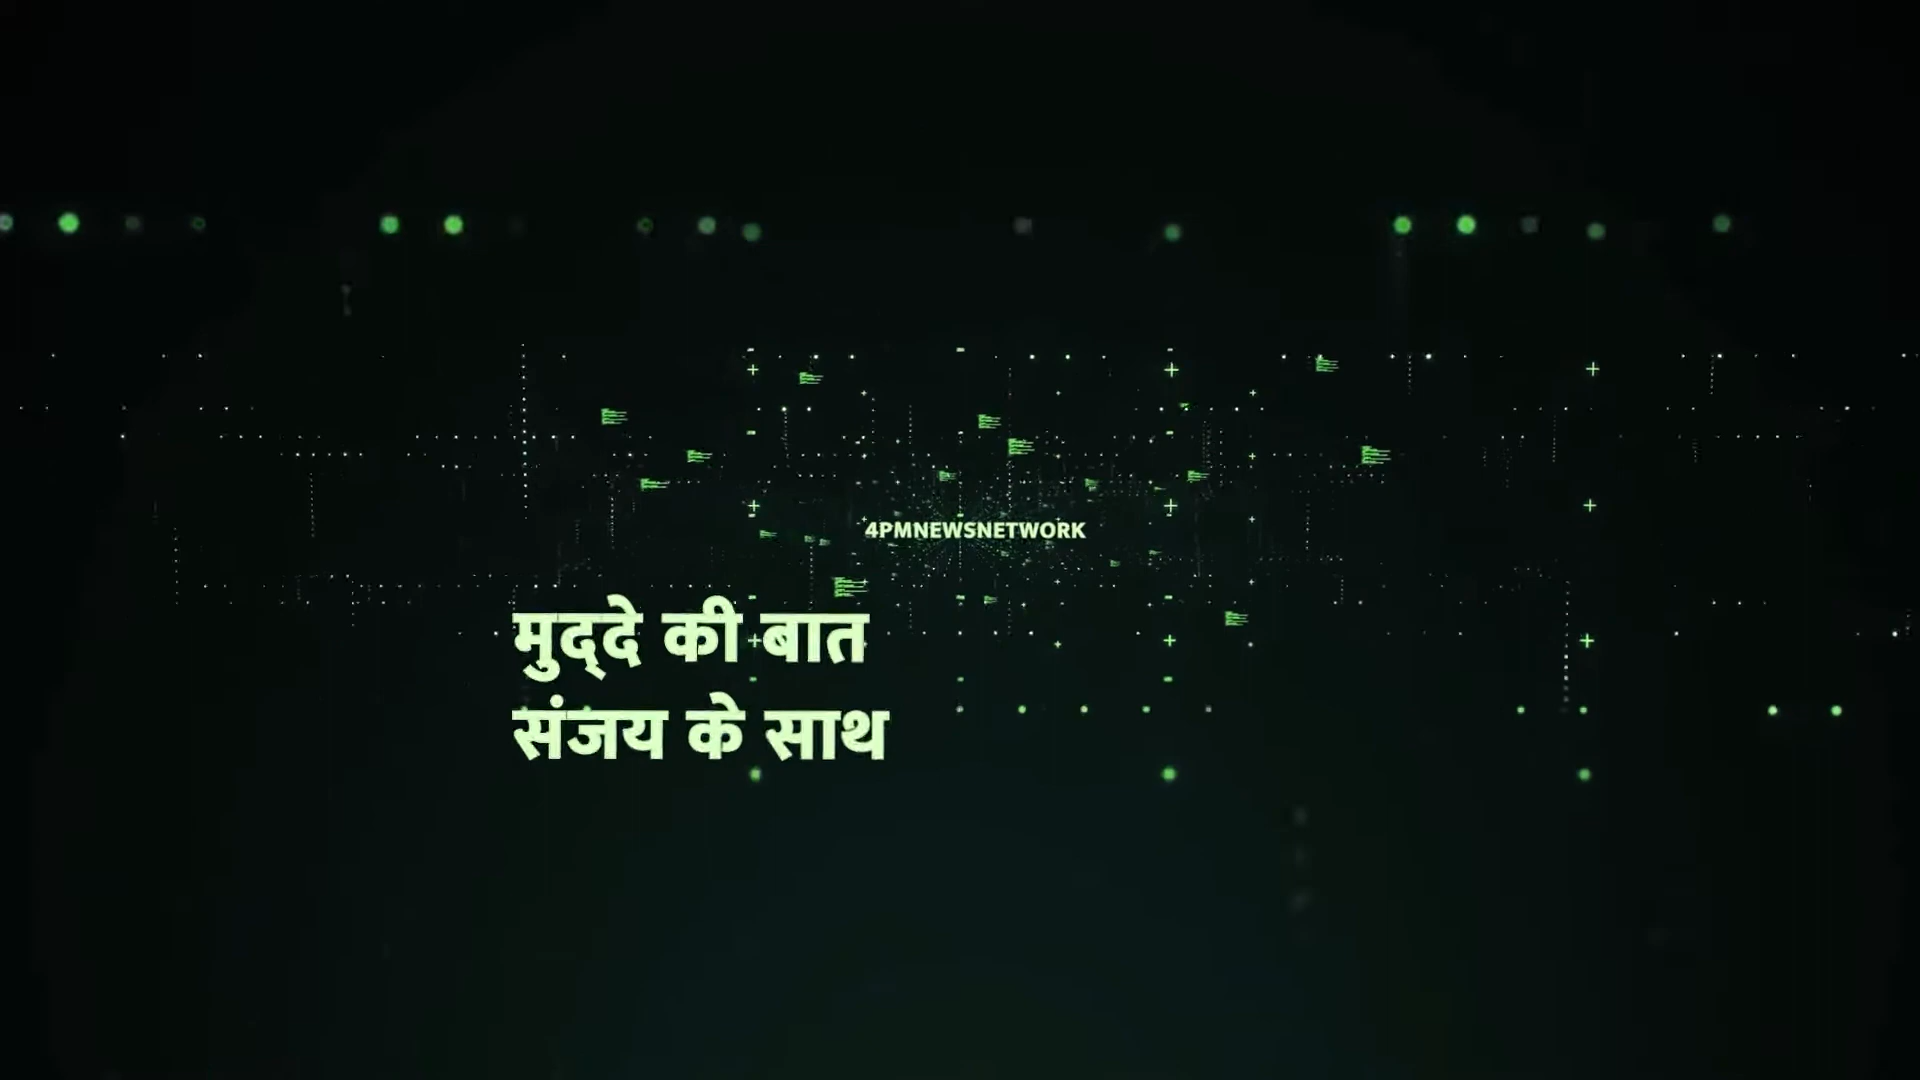 4PMNEWSNETWORK
मुद्दे की बात
संजय के साथ